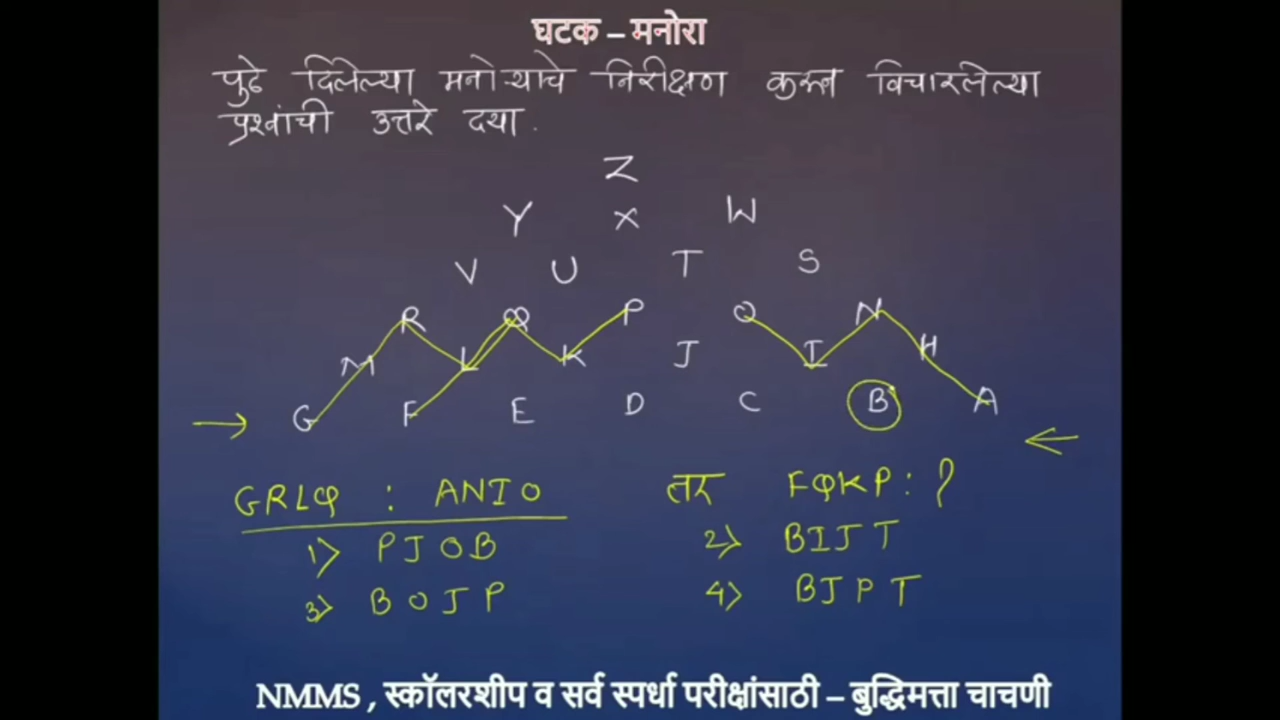 घटक – मनोरा
पुढे दिलेल्या मनोऱ्याचे निरीक्षण करून विचारलेल्या
प्रश्नांची उत्तरे दया.
Z
Y X W
V U T S
R Q P O N
M L K J I H
G F E D C B A
GRLQ : ANIO तर FQKP : ?
1) PJOB 2) BIJT
3) BOJP 4) BJPT
NMMS , स्कॉलरशीप व सर्व स्पर्धा परीक्षांसाठी – बुद्धिमत्ता चाचणी